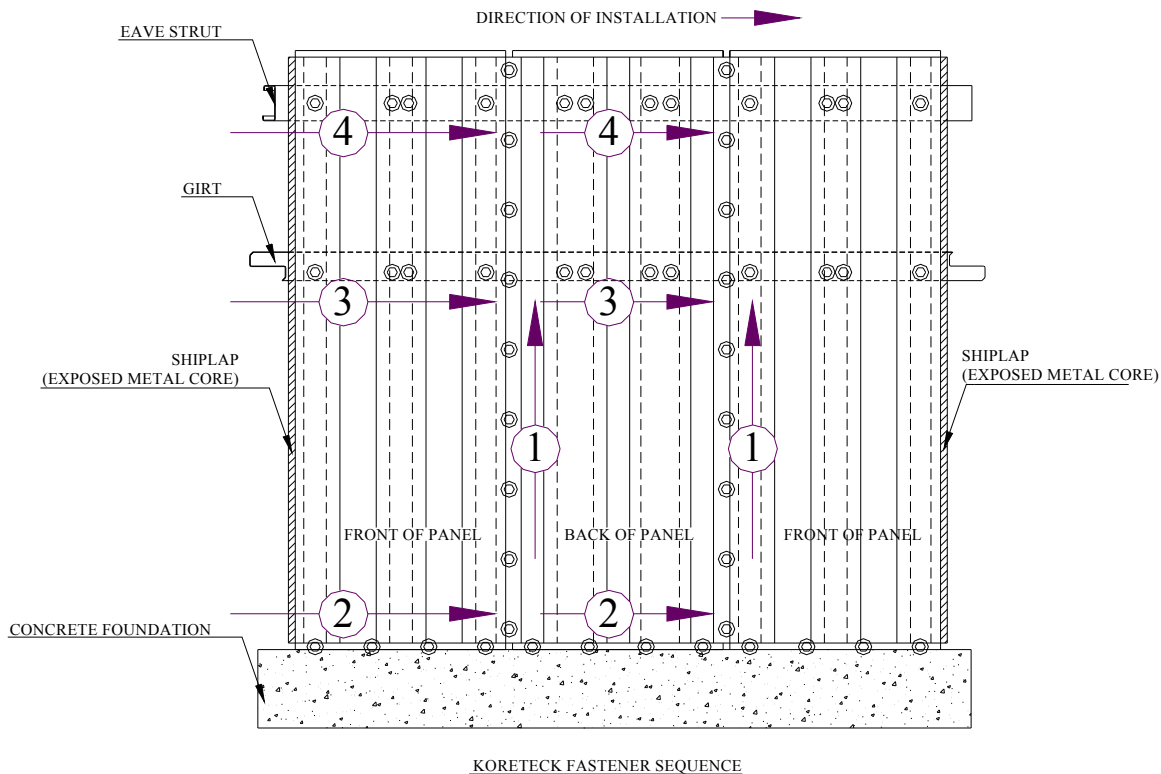 DIRECTION OF INSTALLATION
EAVE STRUT
4
4
GIRT
3
3
SHIPLAP
(EXPOSED METAL CORE)
SHIPLAP
(EXPOSED METAL CORE)
1
1
FRONT OF PANEL
BACK OF PANEL
FRONT OF PANEL
2
2
CONCRETE FOUNDATION
KORETECK FASTENER SEQUENCE